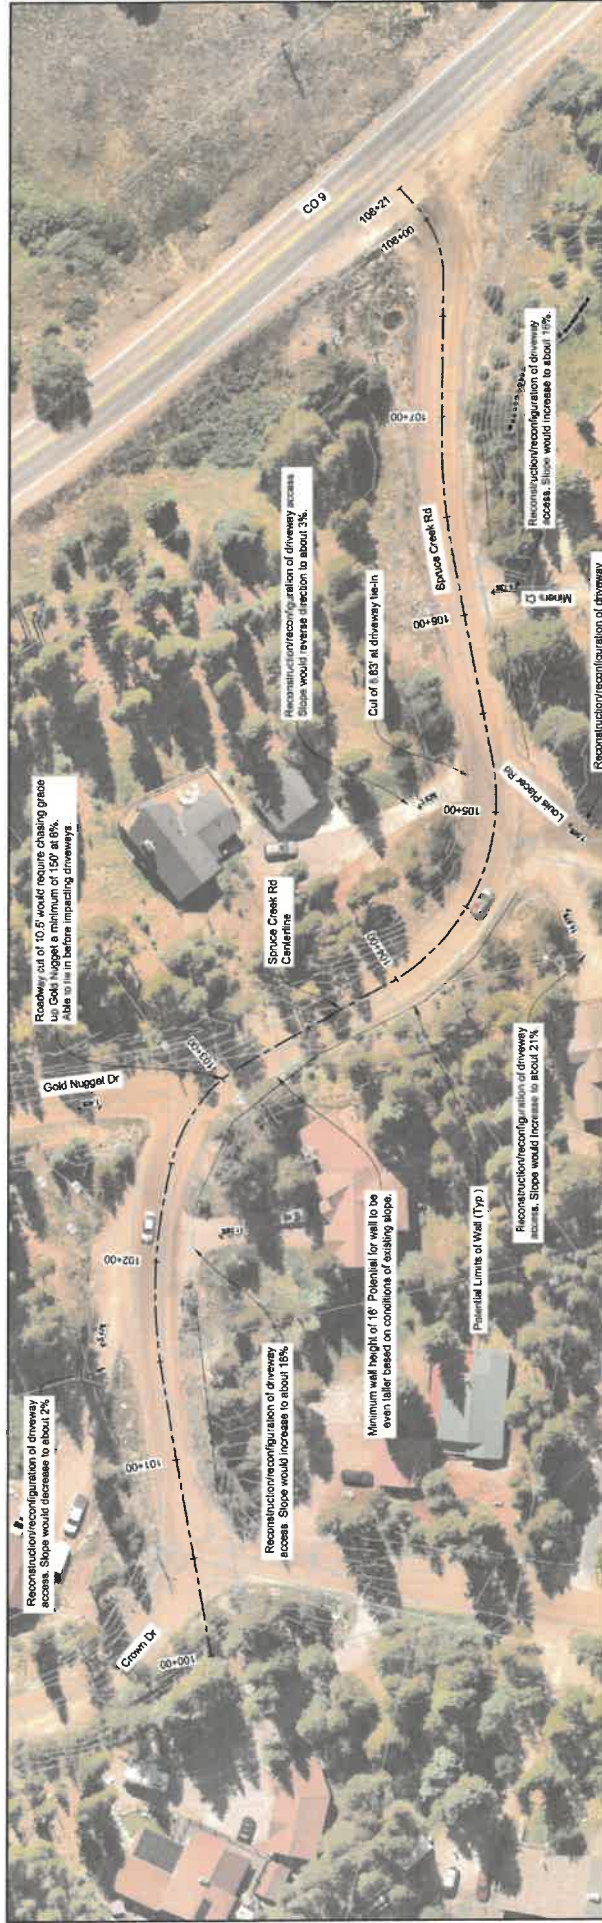 Reconstruction/reconfiguration of driveway
access. Slope would decrease to about 2%
Crown Dr
100+00
101+00
102+00
Reconstruction/reconfiguration of driveway
access. Slope would increase to about 16%
Roadway cut of 10.5' would require chasing grade
up Gold Nugget a minimum of 150' at 8%.
Able to tie in before impacting driveways.
Gold Nugget Dr
103+00
Minimum wall height of 16' Potential for wall to be
even taller based on conditions of existing slope.
Potential Limits of Wall (Typ.)
Spruce Creek Rd
Centerline
104+00
Reconstruction/reconfiguration of driveway
access. Slope would increase to about 21%
Reconstruction/reconfiguration of driveway access
Slope would reverse direction to about 3%.
Cut of 5.63' at driveway tie-in
105+00
Louis Placer Rd
106+00
Spruce Creek Rd
Miners
Reconstruction/reconfiguration of driveway
Reconstruction/reconfiguration of driveway
access. Slope would increase to about 16%.
107+00
108+00
108+21
CO 9